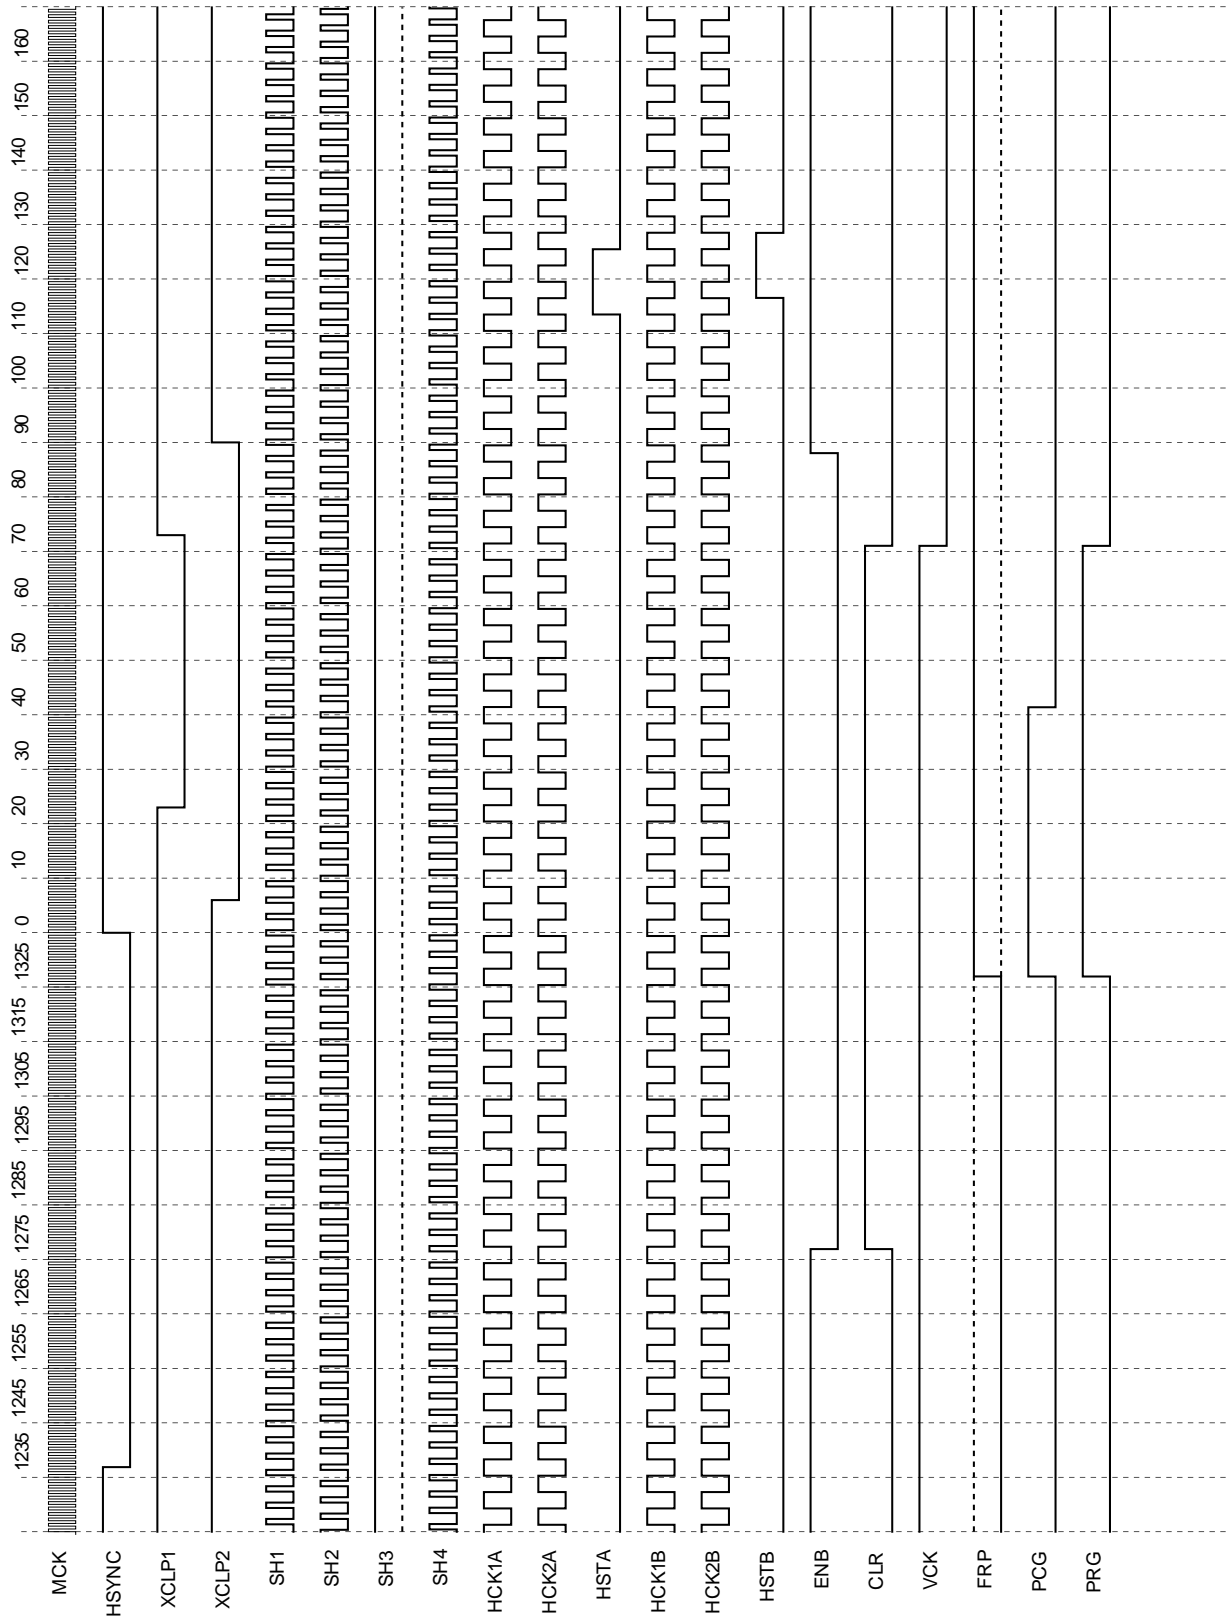 MCK
HSYNC
XCLP1
XCLP2
SH1
SH2
SH3
SH4
HCK1A
HCK2A
HSTA
HCK1B
HCK2B
HSTB
ENB
CLR
VCK
FRP
PCG
PRG
1235
1245
1255
1265
1275
1285
1295
1305
1315
1325
0
10
20
30
40
50
60
70
80
90
100
110
120
130
140
150
160